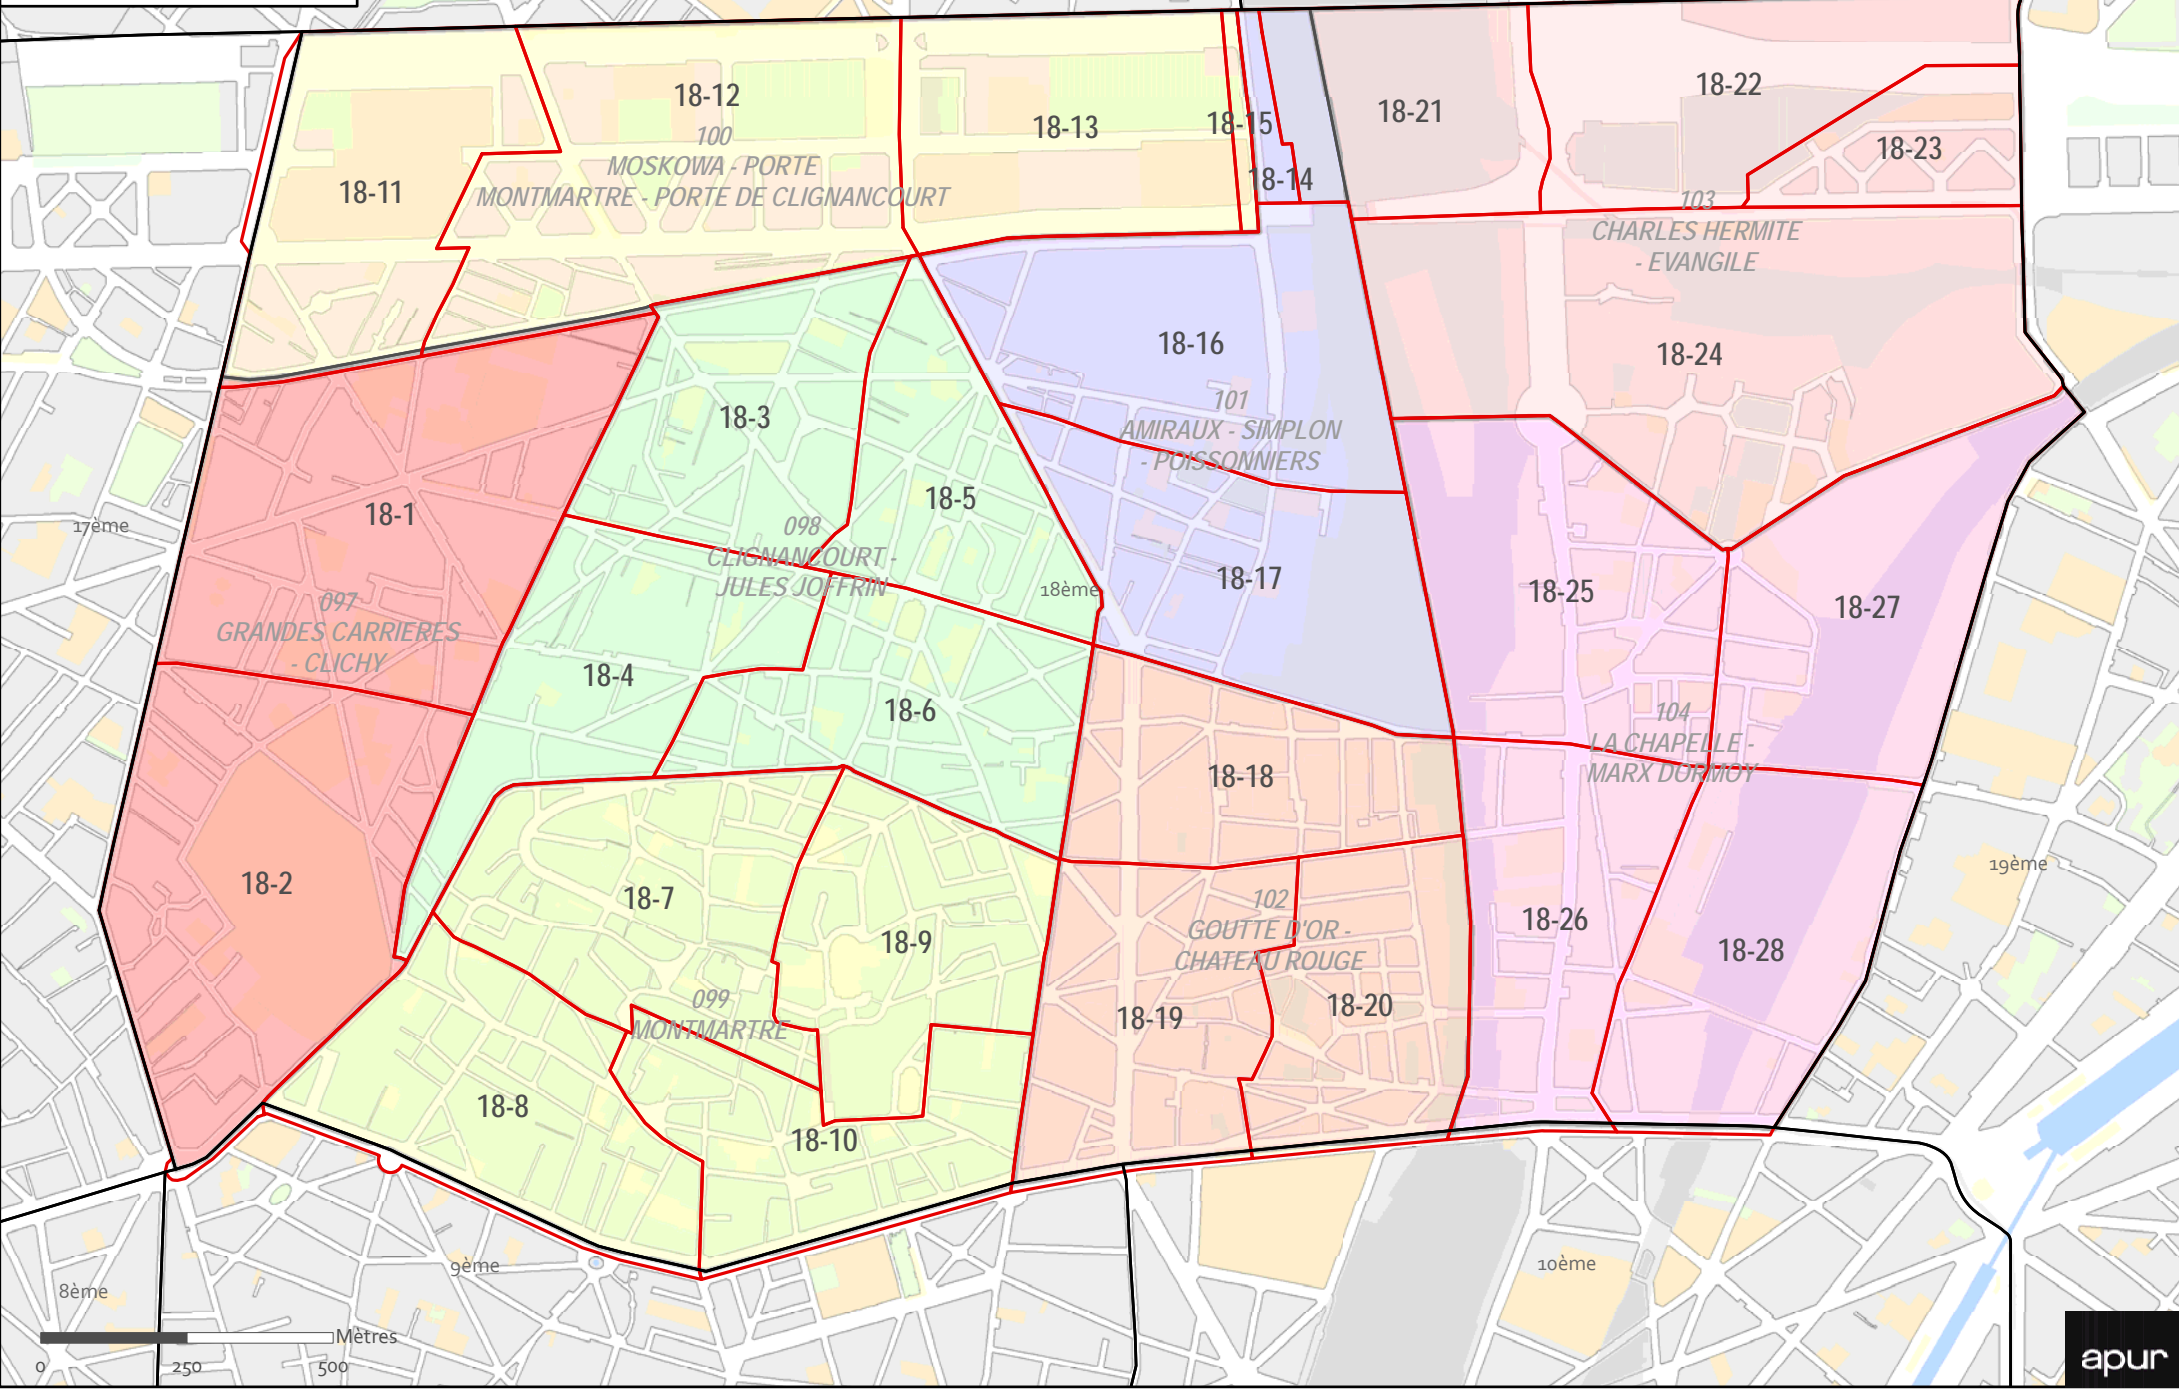 18-22
18-12
18-21
18-15
18-13
100
MOSKOWA - PORTE
MONTMARTRE - PORTE DE CLIGNANCOURT
18-23
18-14
18-11
103
CHARLES HERMITE
- EVANGILE
18-16
18-24
101
AMIRAUX - SIMPLON
- POISSONNIERS
18-3
18-5
18-1
17ème
098
CLIGNANCOURT -
JULES JOFFRIN
18ème
18-17
18-25
18-27
097
GRANDES CARRIERES
- CLICHY
18-4
18-6
104
LA CHAPELLE -
MARX DORMOY
18-18
18-2
19ème
18-7
102
GOUTTE D'OR -
CHATEAU ROUGE
18-26
18-9
18-28
099
MONTMARTRE
18-19
18-20
18-8
18-10
9ème
10ème
8ème
Mètres
0 250 500
apur